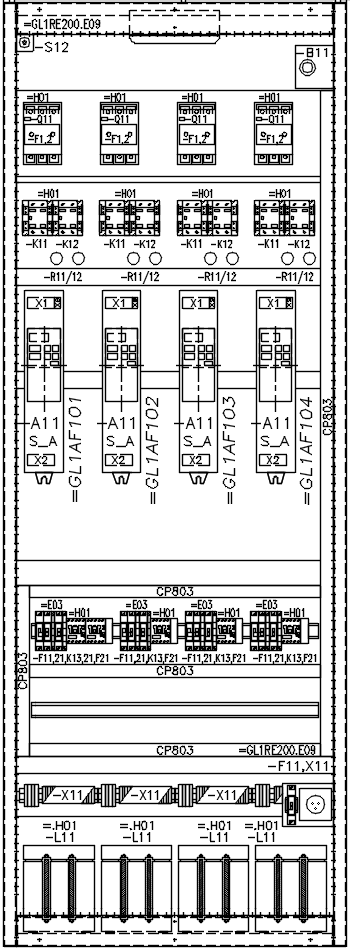 =GL1RE200.E09
-S12
-B11
=H01 =H01 =H01 =H01
-Q11 -Q11 -Q11 -Q11
F1,2 F1,2 F1,2 F1,2
=H01 =H01 =H01 =H01
-K11 -K12 -K11 -K12 -K11 -K12 -K11 -K12
-R11/12 -R11/12 -R11/12 -R11/12
X1 X1 X1 X1
=GL1AF101 =GL1AF102 =GL1AF103 =GL1AF104
CP803
-A11 -A11 -A11 -A11
S_A S_A S_A S_A
X2 X2 X2 X2
CP803
=E03 =H01 =E03 =H01 =E03 =H01 =E03 =H01
-F11,21,K13,21,F21 -F11,21,K13,F21 -F11,21,K13,F21 -F11,21,K13,F21
CP803
CP803
CP803 =GL1RE200.E09
-F11,X11
-X11 -X11 -X11
=.H01 =.H01 =.H01 =.H01
-L11 -L11 -L11 -L11